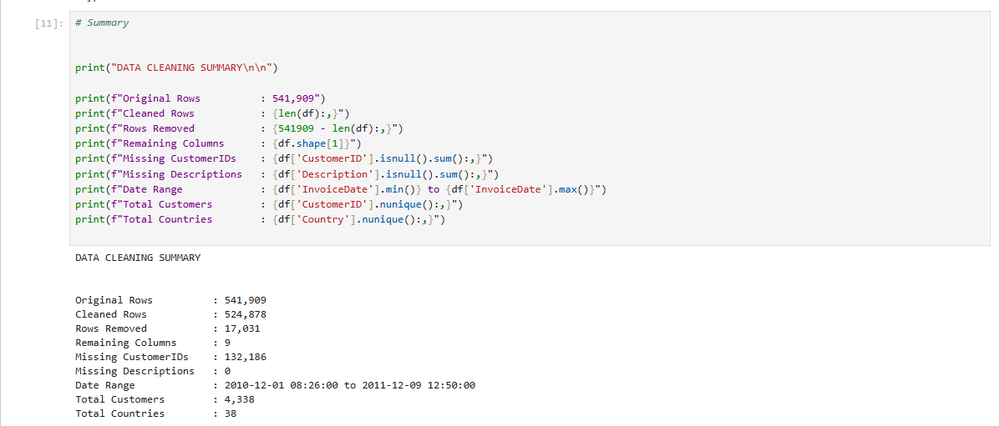 [11]: # Summary
print("DATA CLEANING SUMMARY\n\n")
print(f"Original Rows          : 541,909")
print(f"Cleaned Rows           : {len(df):,}")
print(f"Rows Removed           : {541909 - len(df):,}")
print(f"Remaining Columns      : {df.shape[1]}")
print(f"Missing CustomerIDs    : {df['CustomerID'].isnull().sum():,}")
print(f"Missing Descriptions   : {df['Description'].isnull().sum():,}")
print(f"Date Range             : {df['InvoiceDate'].min()} to {df['InvoiceDate'].max()}")
print(f"Total Customers        : {df['CustomerID'].nunique():,}")
print(f"Total Countries        : {df['Country'].nunique():,}")
DATA CLEANING SUMMARY
Original Rows          : 541,909
Cleaned Rows           : 524,878
Rows Removed           : 17,031
Remaining Columns      : 9
Missing CustomerIDs    : 132,186
Missing Descriptions   : 0
Date Range             : 2010-12-01 08:26:00 to 2011-12-09 12:50:00
Total Customers        : 4,338
Total Countries        : 38